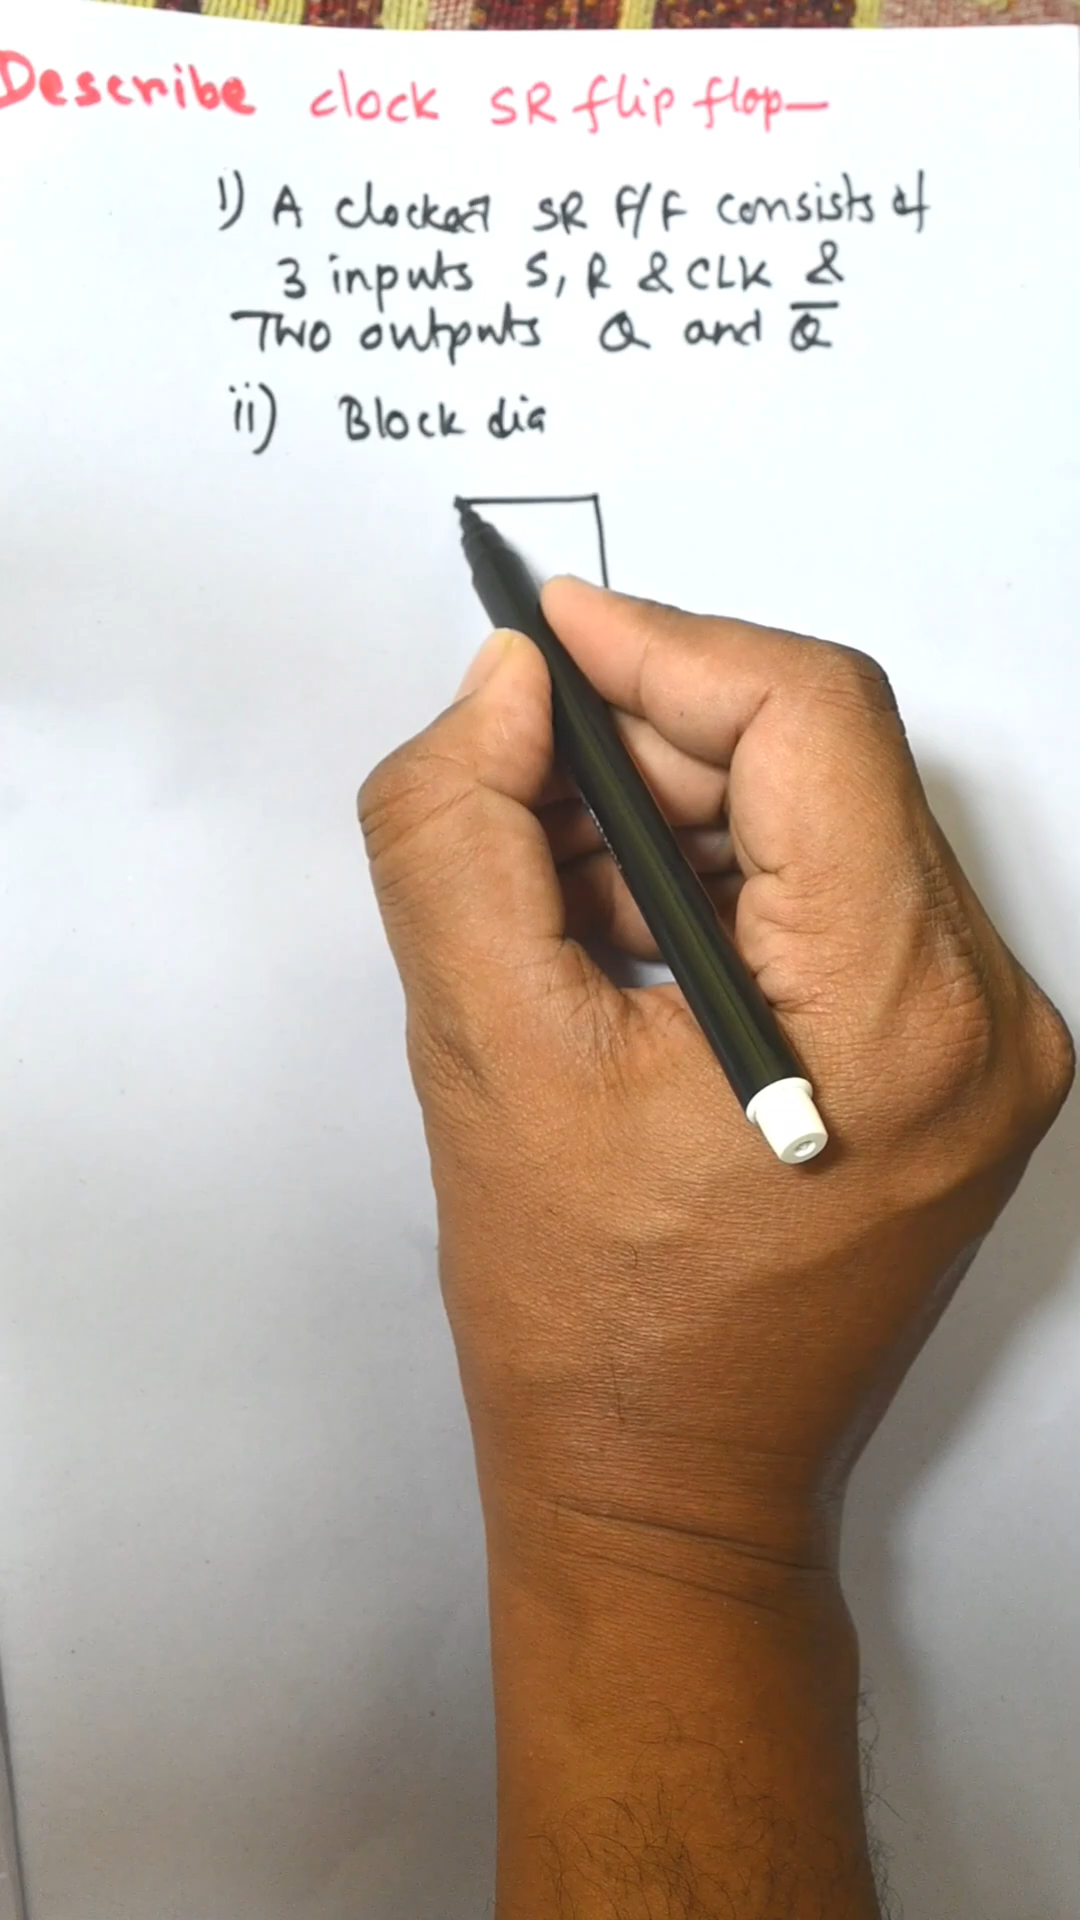 Describe clock SR flip flop—
i) A clocked SR F/F consists of
3 inputs S, R & CLK &
Two outputs Q and Q̅
ii) Block dia